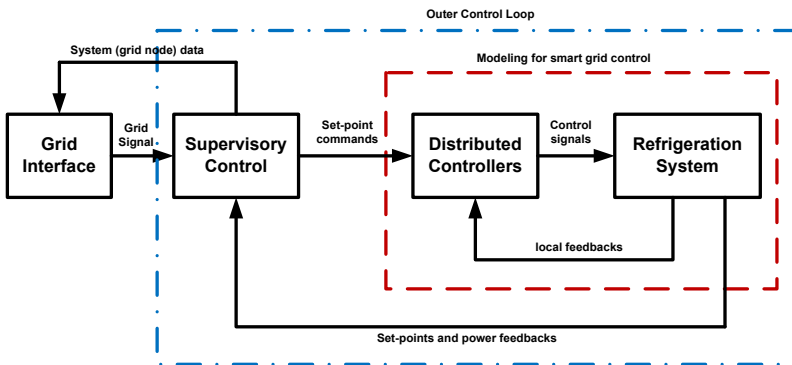 Outer Control Loop
System (grid node) data
Modeling for smart grid control
Grid
Interface
Grid
Signal
Supervisory
Control
Set-point
commands
Distributed
Controllers
Control
signals
Refrigeration
System
local feedbacks
Set-points and power feedbacks